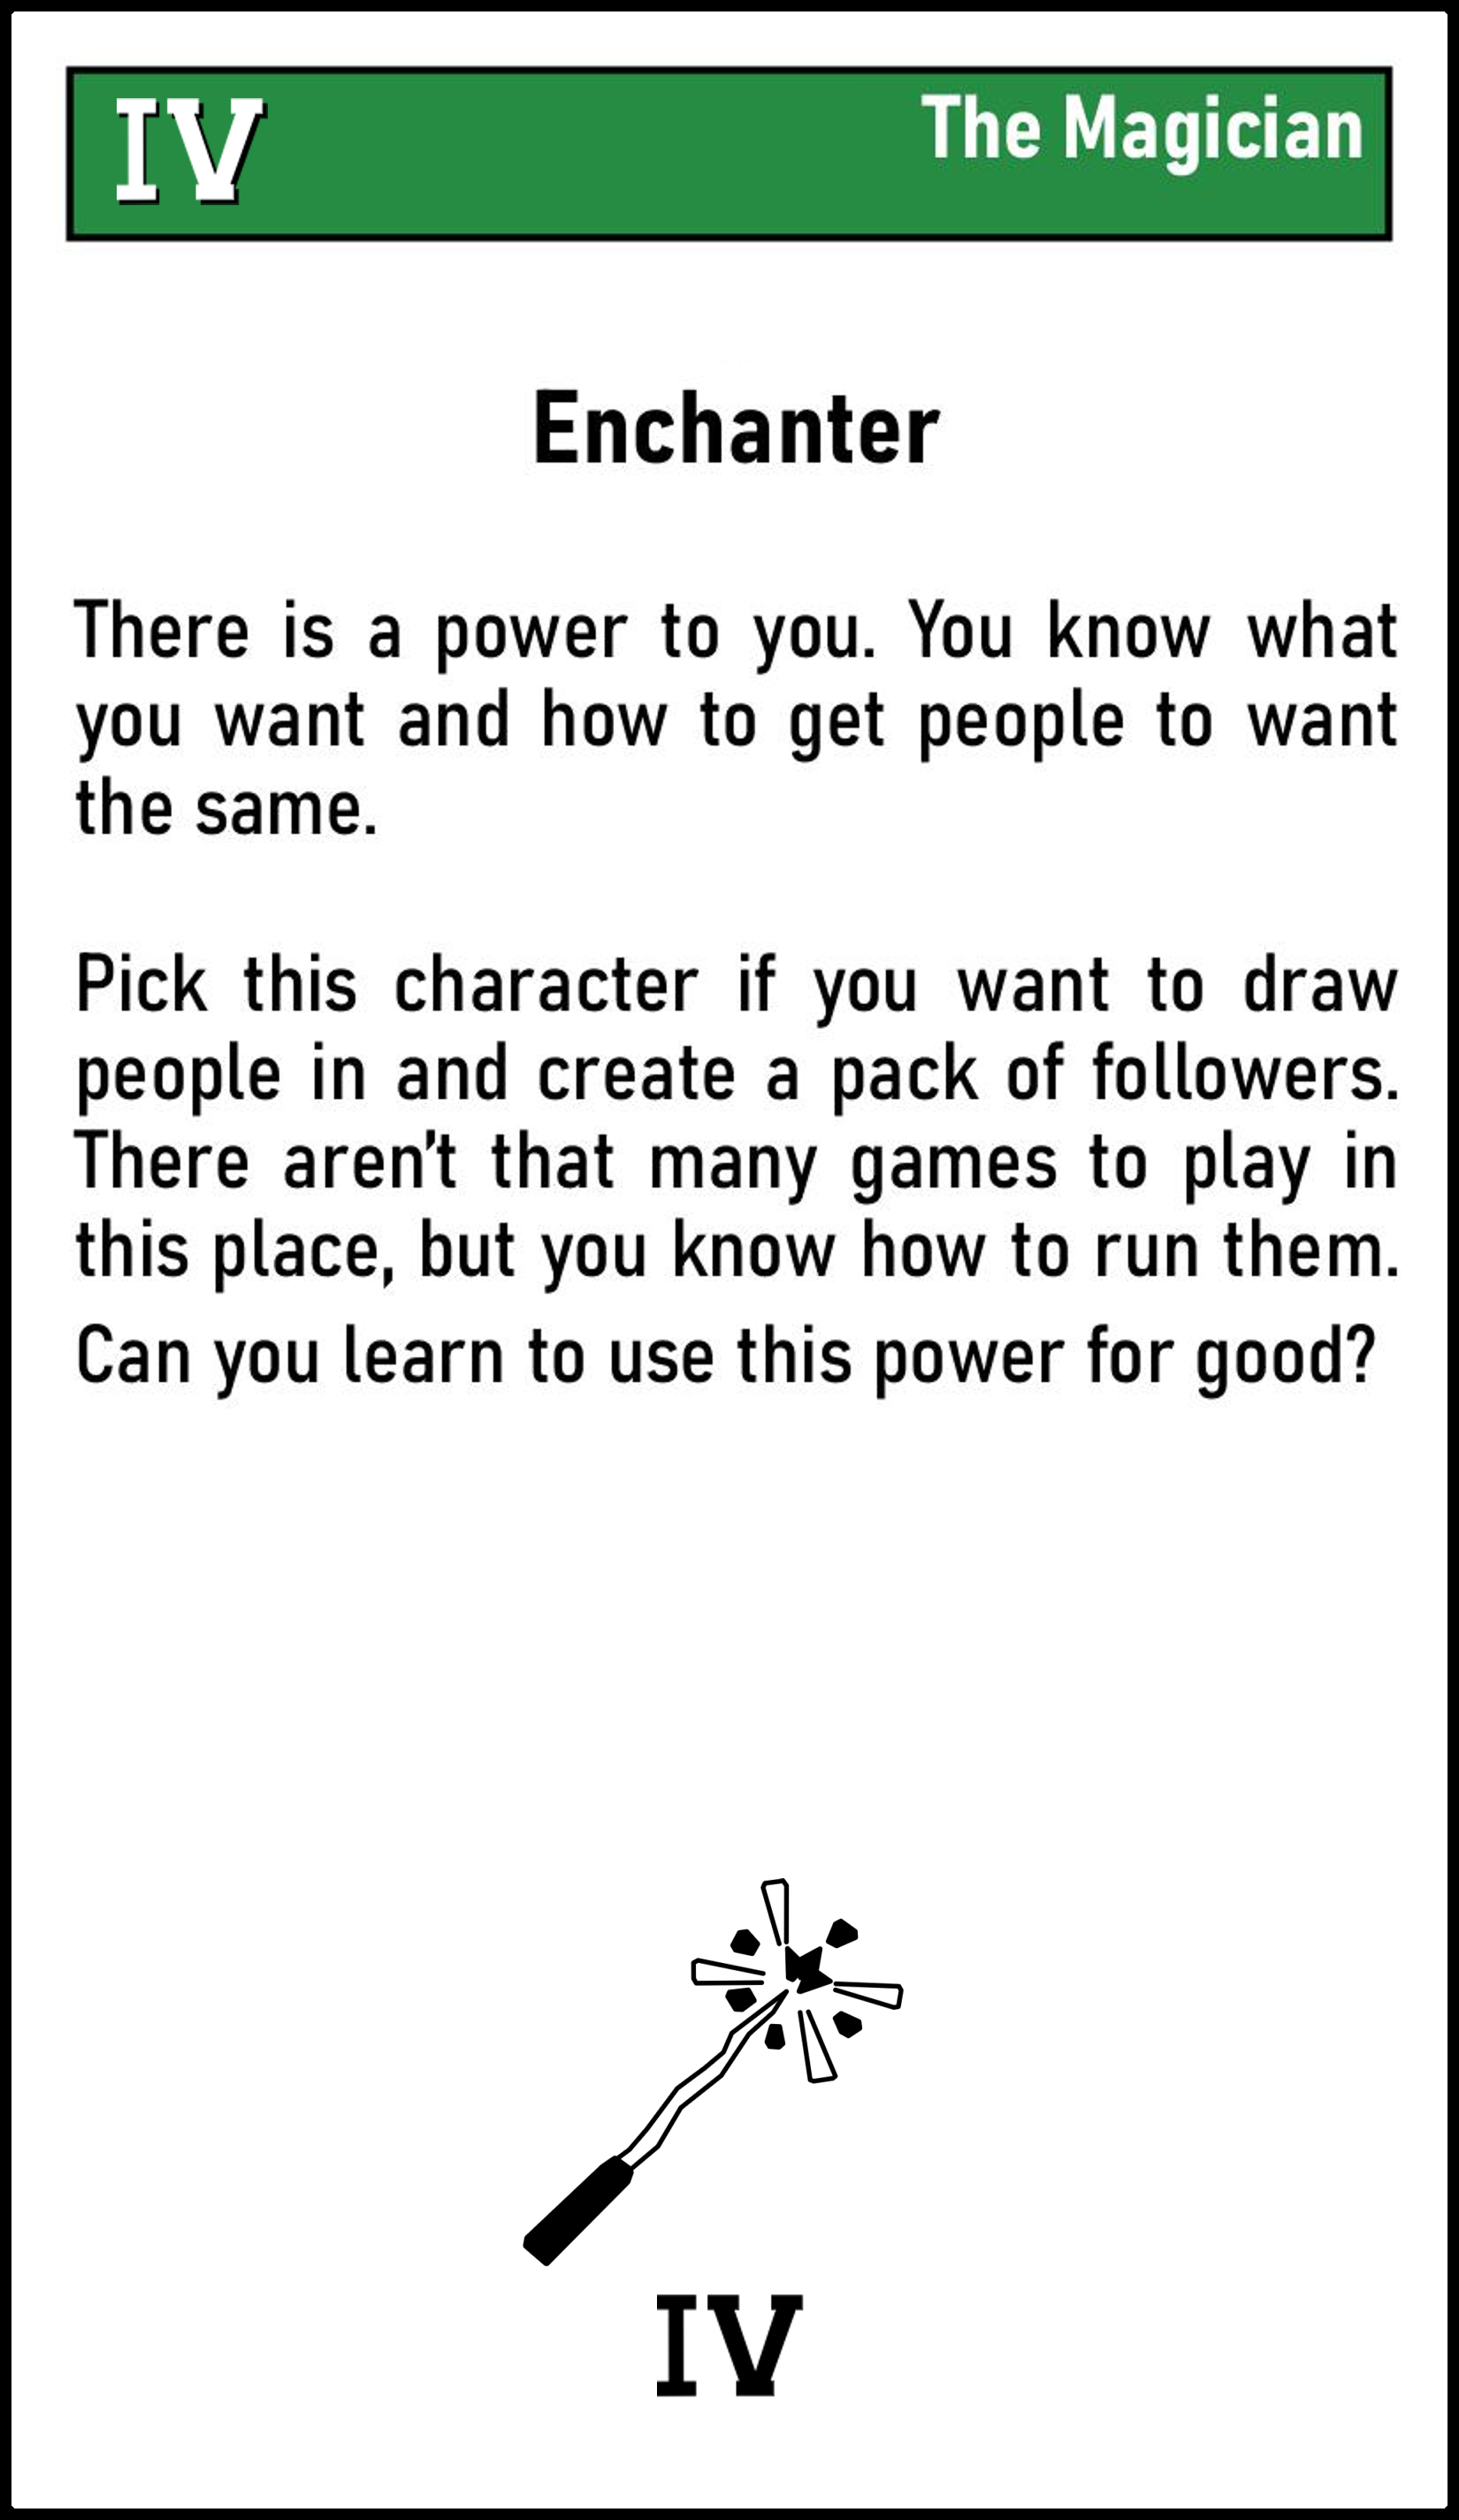 IV
The Magician
Enchanter
There is a power to you. You know what
you want and how to get people to want
the same.
Pick this character if you want to draw
people in and create a pack of followers.
There aren't that many games to play in
this place, but you know how to run them.
Can you learn to use this power for good?
IV